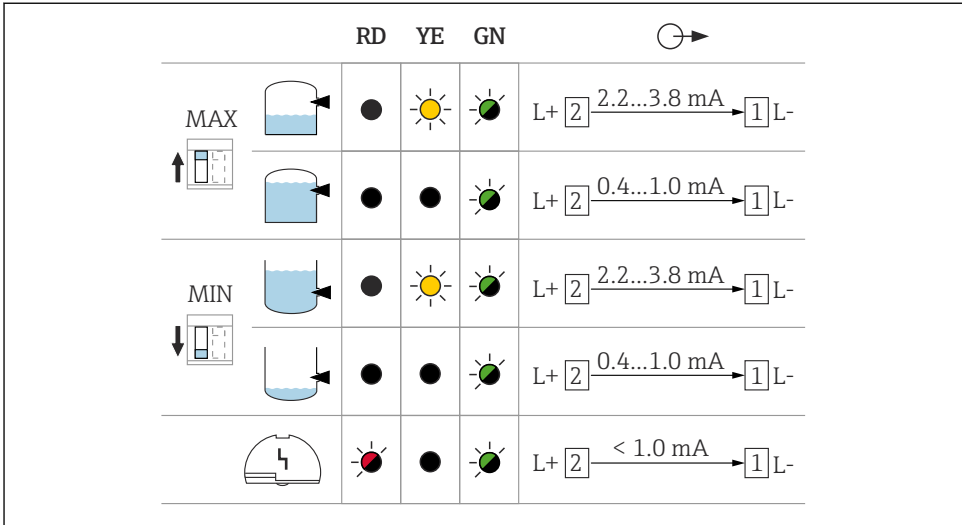 RD YE GN
MAX
L+ 2 2.2...3.8 mA 1 L-
L+ 2 0.4...1.0 mA 1 L-
MIN
L+ 2 2.2...3.8 mA 1 L-
L+ 2 0.4...1.0 mA 1 L-
L+ 2 < 1.0 mA 1 L-